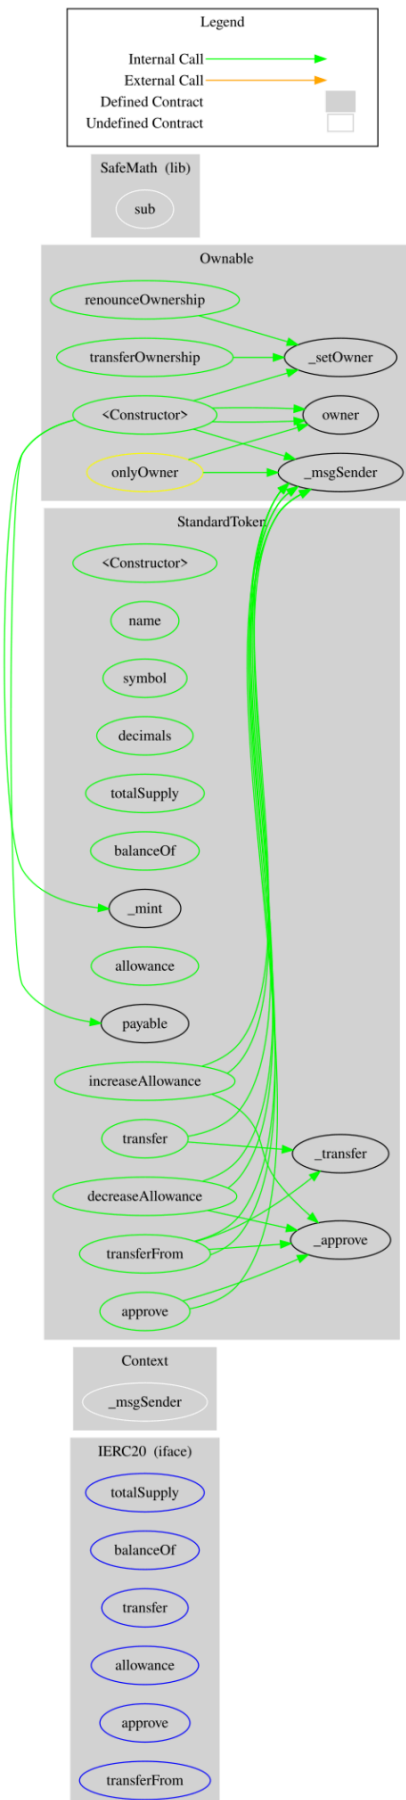 Legend
Internal Call
External Call
Defined Contract
Undefined Contract
SafeMath (lib)
sub
Ownable
renounceOwnership
_setOwner
transferOwnership
<Constructor>
owner
onlyOwner
_msgSender
StandardToken
<Constructor>
name
symbol
decimals
totalSupply
balanceOf
_mint
allowance
payable
increaseAllowance
transfer
_transfer
decreaseAllowance
_approve
transferFrom
approve
Context
_msgSender
IERC20 (iface)
totalSupply
balanceOf
transfer
allowance
approve
transferFrom